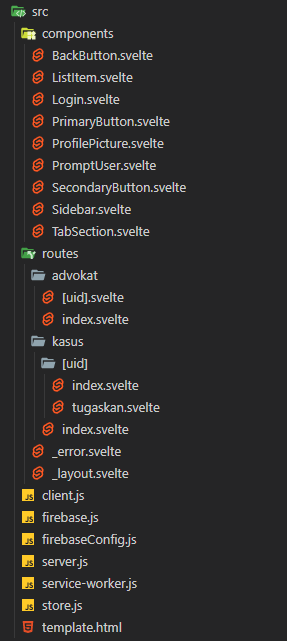 src
components
BackButton.svelte
ListItem.svelte
Login.svelte
PrimaryButton.svelte
ProfilePicture.svelte
PromptUser.svelte
SecondaryButton.svelte
Sidebar.svelte
TabSection.svelte
routes
advokat
[uid].svelte
index.svelte
kasus
[uid]
index.svelte
tugaskan.svelte
index.svelte
_error.svelte
_layout.svelte
JS client.js
JS firebase.js
JS firebaseConfig.js
JS server.js
JS service-worker.js
JS store.js
template.html